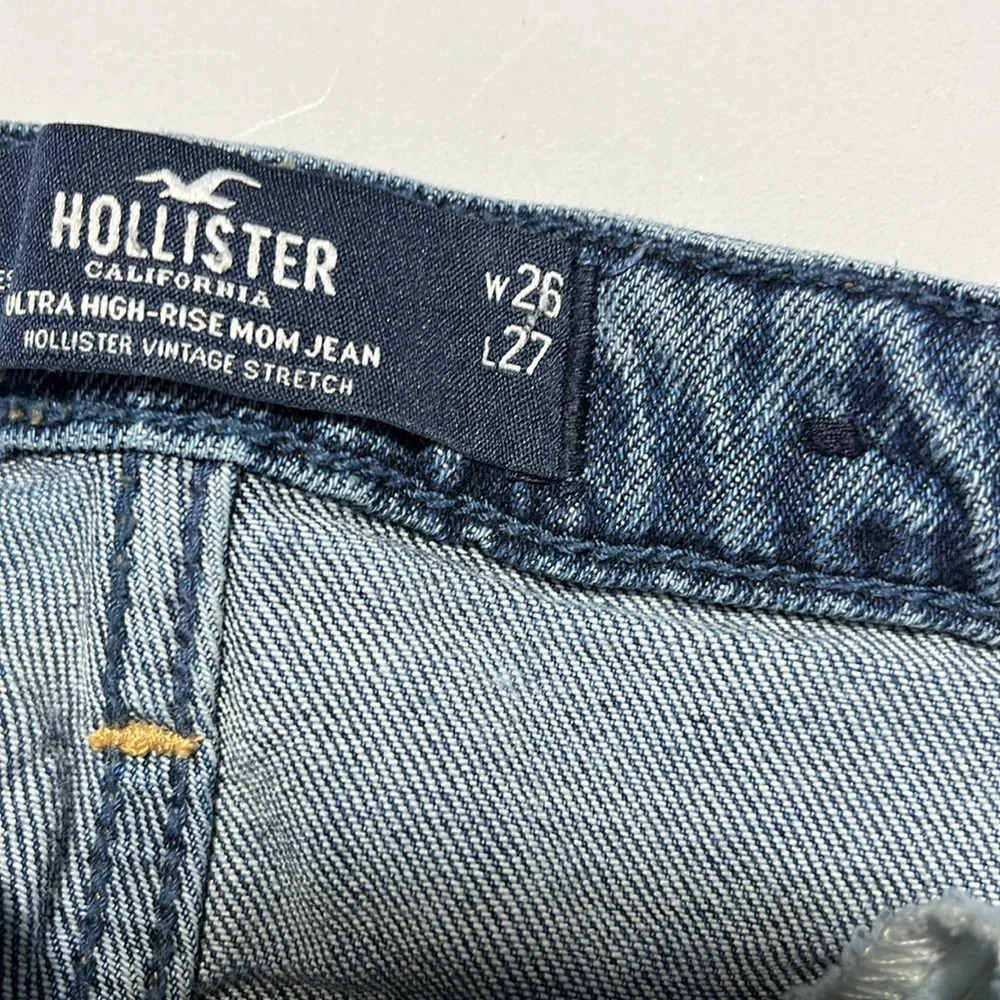 HOLLISTER
CALIFORNIA
ULTRA HIGH-RISE MOM JEAN
HOLLISTER VINTAGE STRETCH
W26
L27